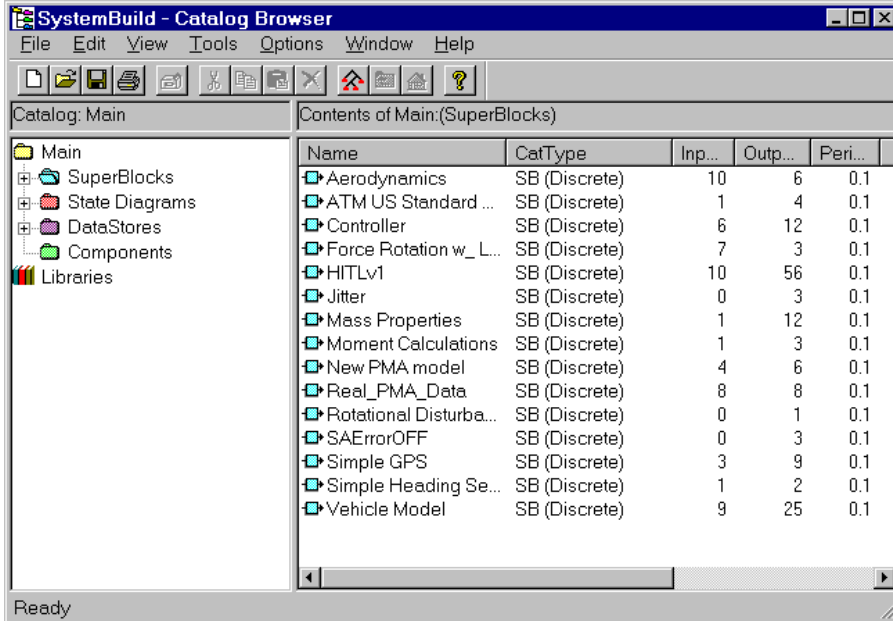 SystemBuild - Catalog Browser
File Edit View Tools Options Window Help
Catalog: Main
Contents of Main:(SuperBlocks)
Main
SuperBlocks
State Diagrams
DataStores
Components
Libraries
Name CatType Inp... Outp... Peri...
Aerodynamics SB (Discrete) 10 6 0.1
ATM US Standard ... SB (Discrete) 1 4 0.1
Controller SB (Discrete) 6 12 0.1
Force Rotation w_ L... SB (Discrete) 7 3 0.1
HITLv1 SB (Discrete) 10 56 0.1
Jitter SB (Discrete) 0 3 0.1
Mass Properties SB (Discrete) 1 12 0.1
Moment Calculations SB (Discrete) 1 3 0.1
New PMA model SB (Discrete) 4 6 0.1
Real_PMA_Data SB (Discrete) 8 8 0.1
Rotational Disturba... SB (Discrete) 0 1 0.1
SAErrorOFF SB (Discrete) 0 3 0.1
Simple GPS SB (Discrete) 3 9 0.1
Simple Heading Se... SB (Discrete) 1 2 0.1
Vehicle Model SB (Discrete) 9 25 0.1
Ready